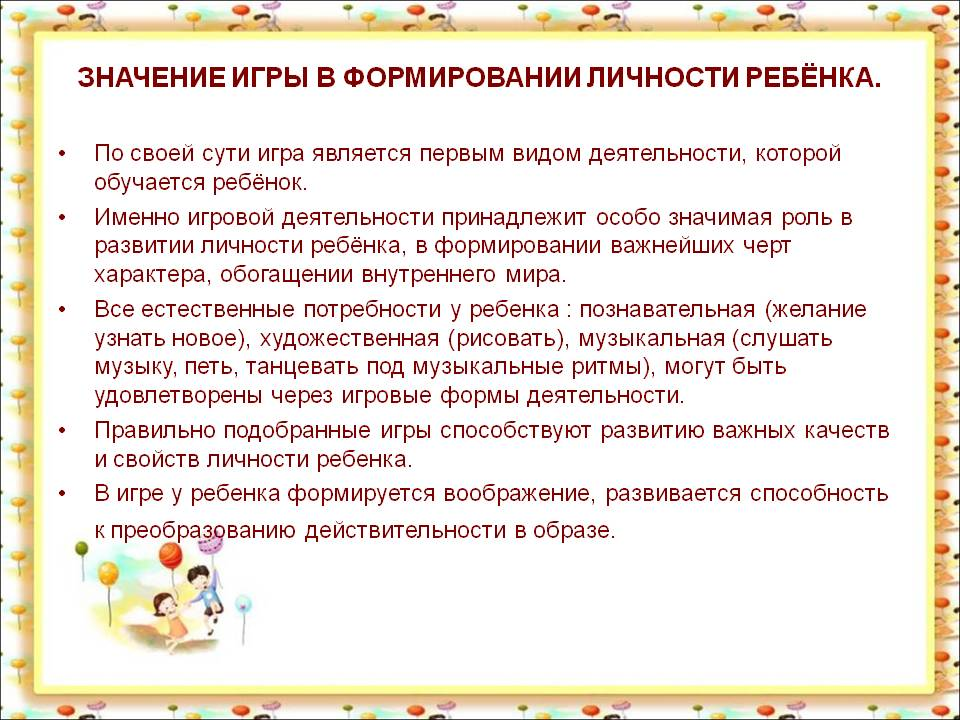 ЗНАЧЕНИЕ ИГРЫ В ФОРМИРОВАНИИ ЛИЧНОСТИ РЕБЁНКА.
• По своей сути игра является первым видом деятельности, которой
обучается ребёнок.
• Именно игровой деятельности принадлежит особо значимая роль в
развитии личности ребёнка, в формировании важнейших черт
характера, обогащении внутреннего мира.
• Все естественные потребности у ребенка : познавательная (желание
узнать новое), художественная (рисовать), музыкальная (слушать
музыку, петь, танцевать под музыкальные ритмы), могут быть
удовлетворены через игровые формы деятельности.
• Правильно подобранные игры способствуют развитию важных качеств
и свойств личности ребенка.
• В игре у ребенка формируется воображение, развивается способность
к преобразованию действительности в образе.